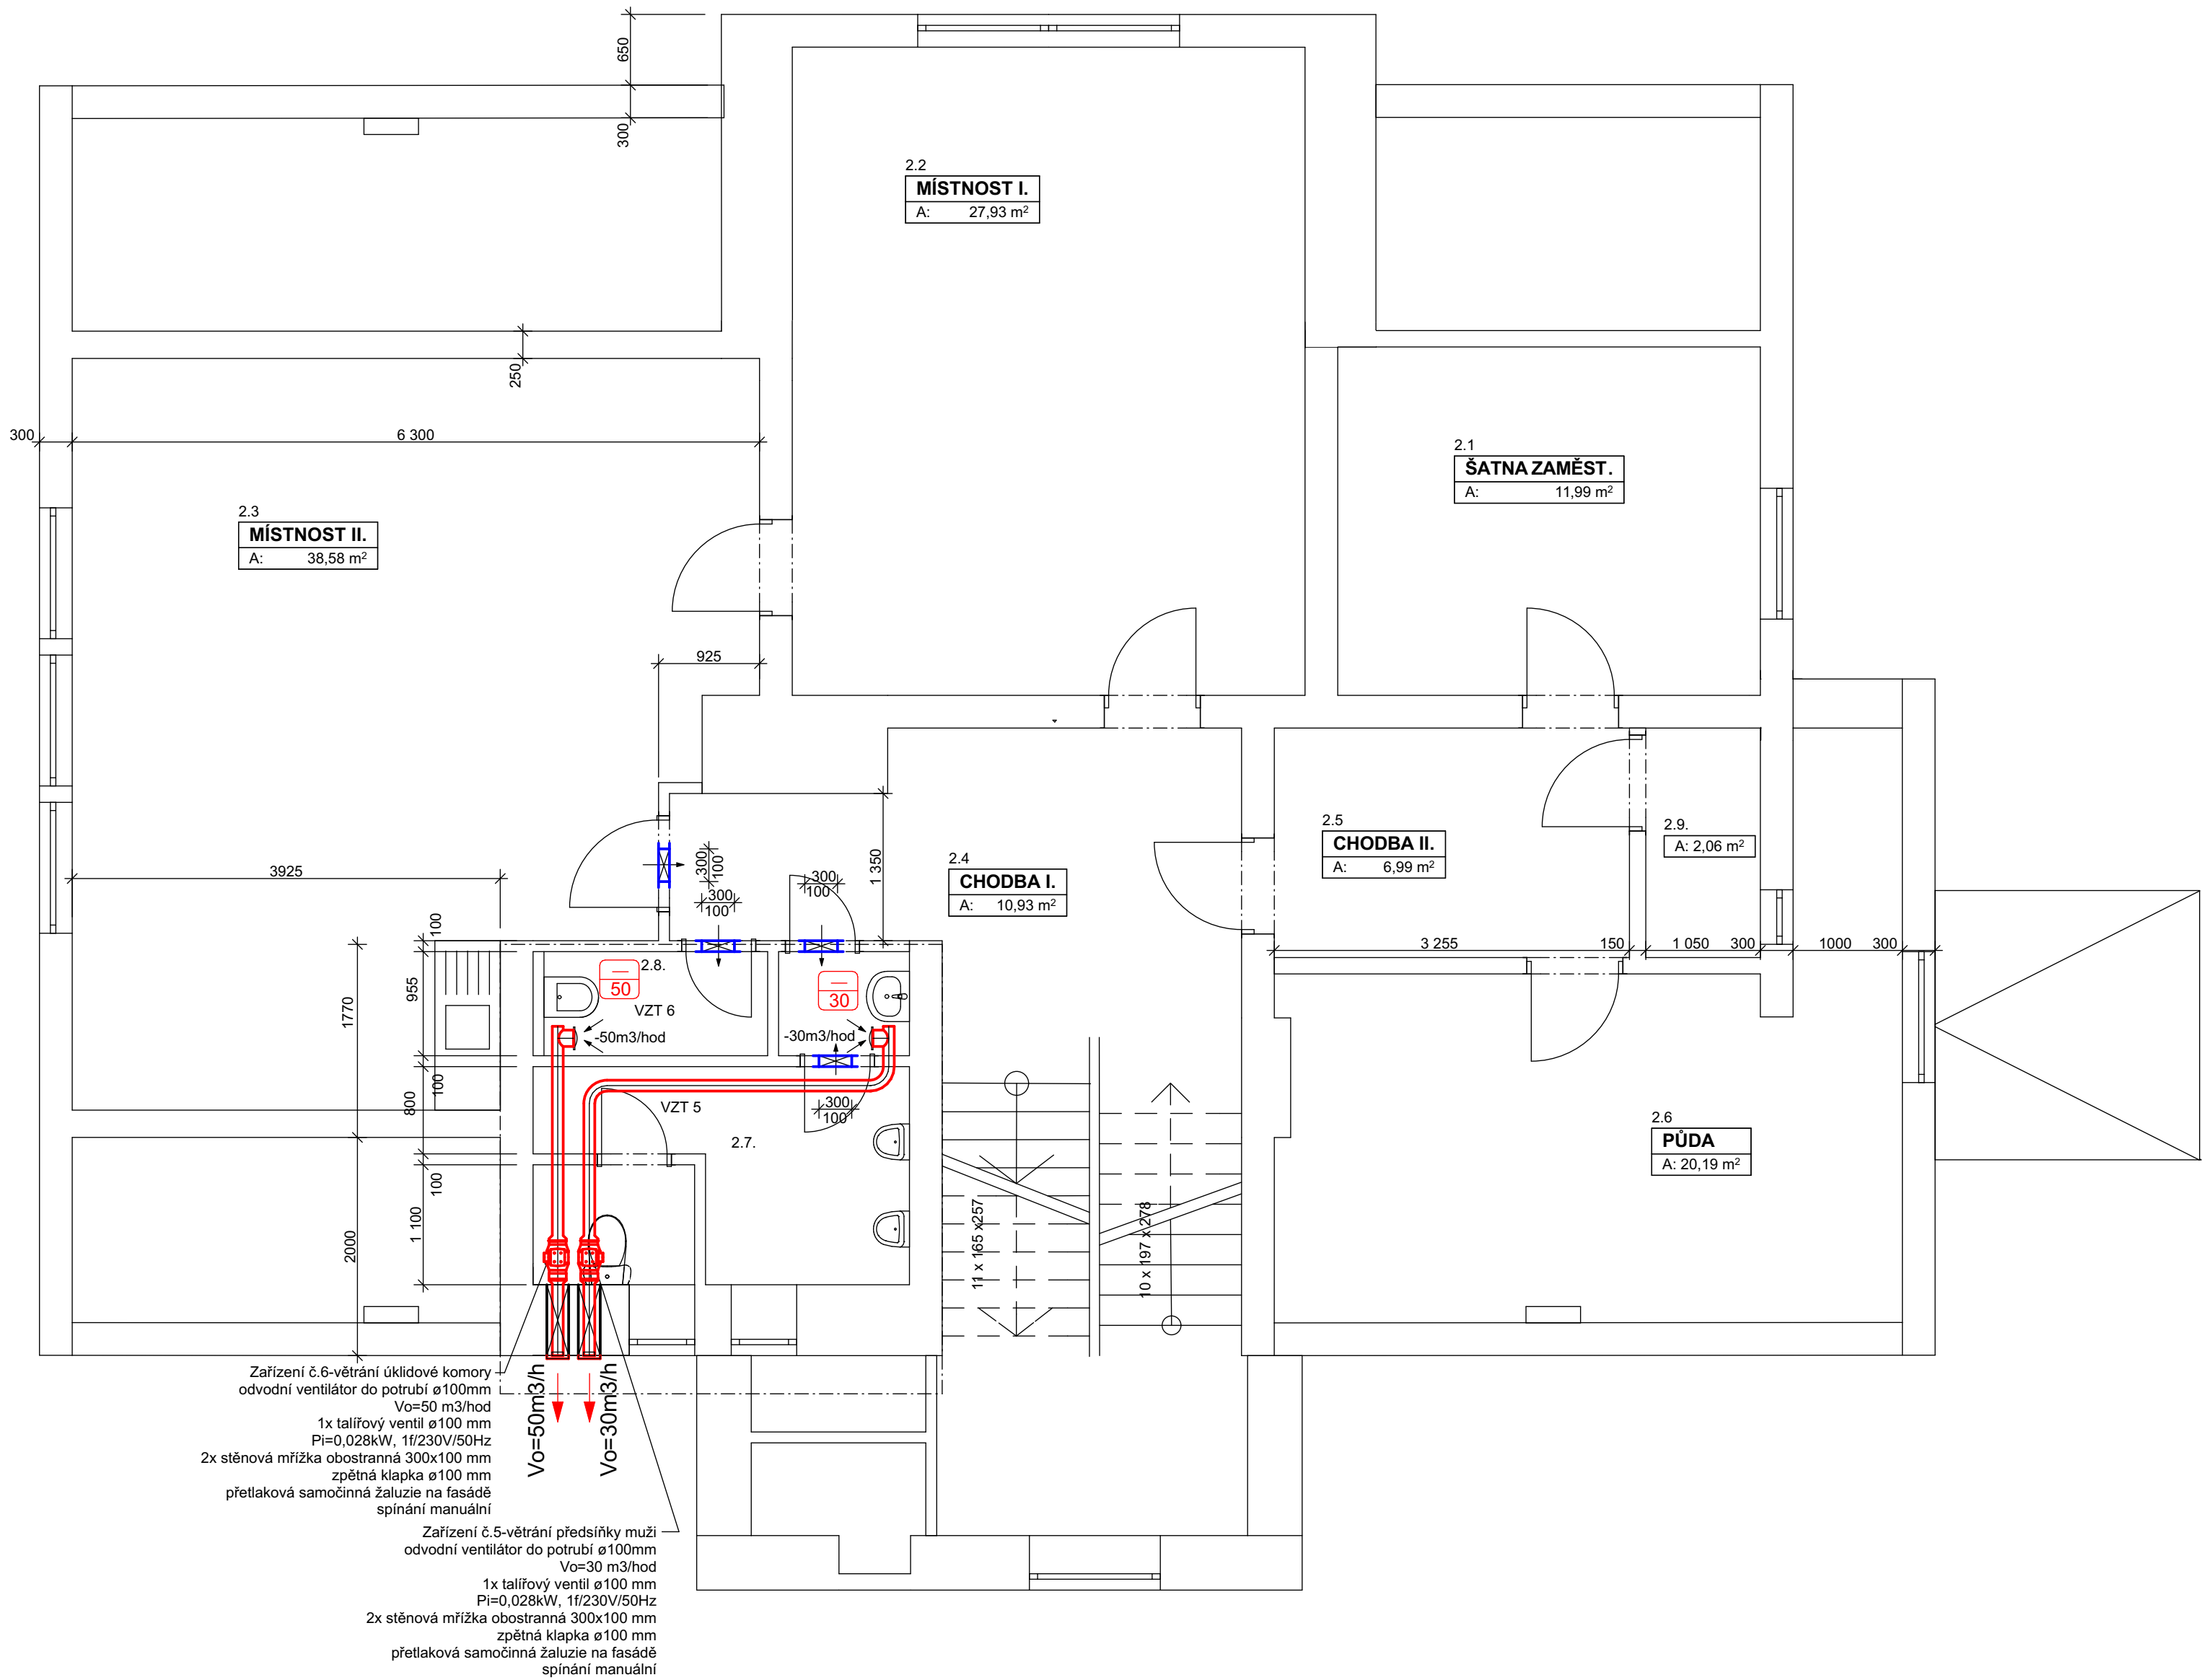 650
300
2.2
MÍSTNOST I.
A: 27,93 m²
250
300
6 300
2.1
ŠATNA ZAMĚST.
A: 11,99 m²
2.3
MÍSTNOST II.
A: 38,58 m²
925
3925
300
100
300
100
300
100
1 350
2.4
CHODBA I.
A: 10,93 m²
2.5
CHODBA II.
A: 6,99 m²
2.9.
A: 2,06 m²
3 255
150
1 050
300
1000
300
100
955
1770
100
800
100
1 100
2000
2.8.
50
VZT 6
-50m3/hod
30
-30m3/hod
VZT 5
300
100
2.7.
11 x 165 x257
10 x 197 x 278
2.6
PŮDA
A: 20,19 m²
Vo=50m3/h
Vo=30m3/h
Zařízení č.6-větrání úklidové komory
odvodní ventilátor do potrubí ø100mm
Vo=50 m3/hod
1x talířový ventil ø100 mm
Pi=0,028kW, 1f/230V/50Hz
2x stěnová mřížka obostranná 300x100 mm
zpětná klapka ø100 mm
přetlaková samočinná žaluzie na fasádě
spínání manuální
Zařízení č.5-větrání předsíňky muži
odvodní ventilátor do potrubí ø100mm
Vo=30 m3/hod
1x talířový ventil ø100 mm
Pi=0,028kW, 1f/230V/50Hz
2x stěnová mřížka obostranná 300x100 mm
zpětná klapka ø100 mm
přetlaková samočinná žaluzie na fasádě
spínání manuální